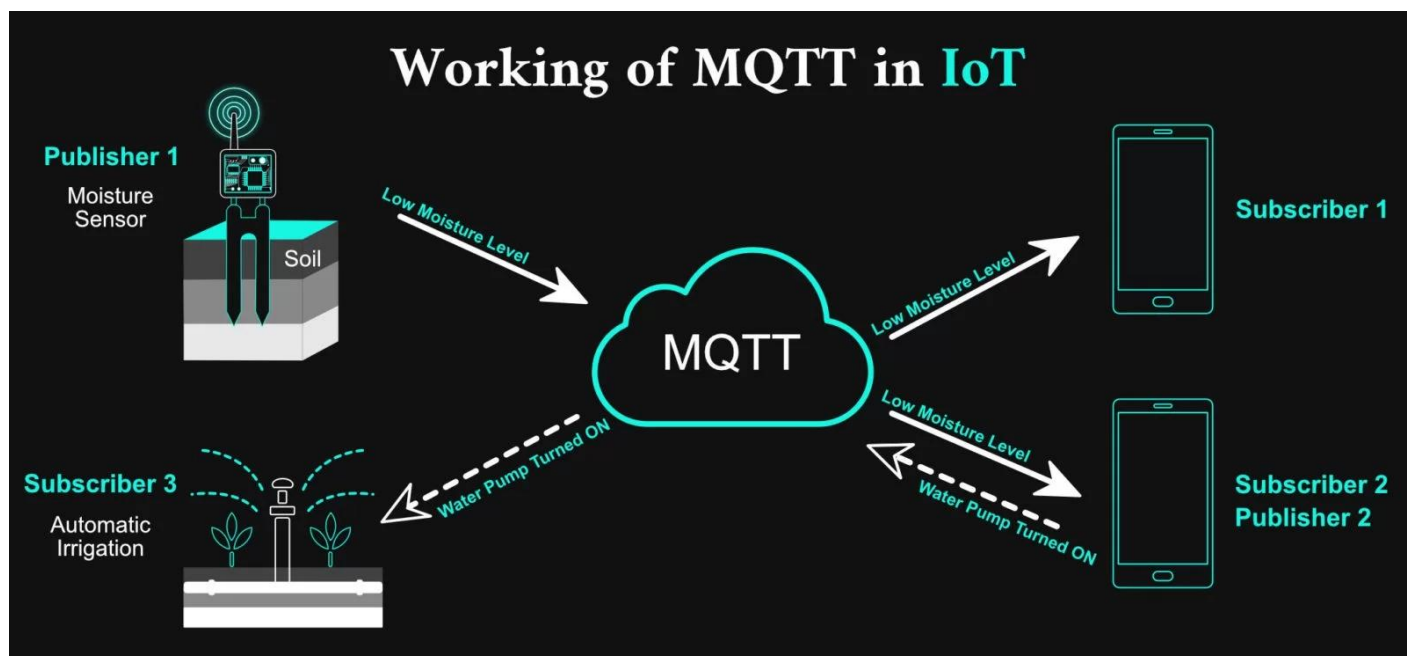 Working of MQTT in IoT
Publisher 1
Moisture
Sensor
Soil
Low Moisture Level
MQTT
Low Moisture Level
Subscriber 1
Low Moisture Level
Water Pump Turned ON
Subscriber 2
Publisher 2
Water Pump Turned ON
Subscriber 3
Automatic
Irrigation